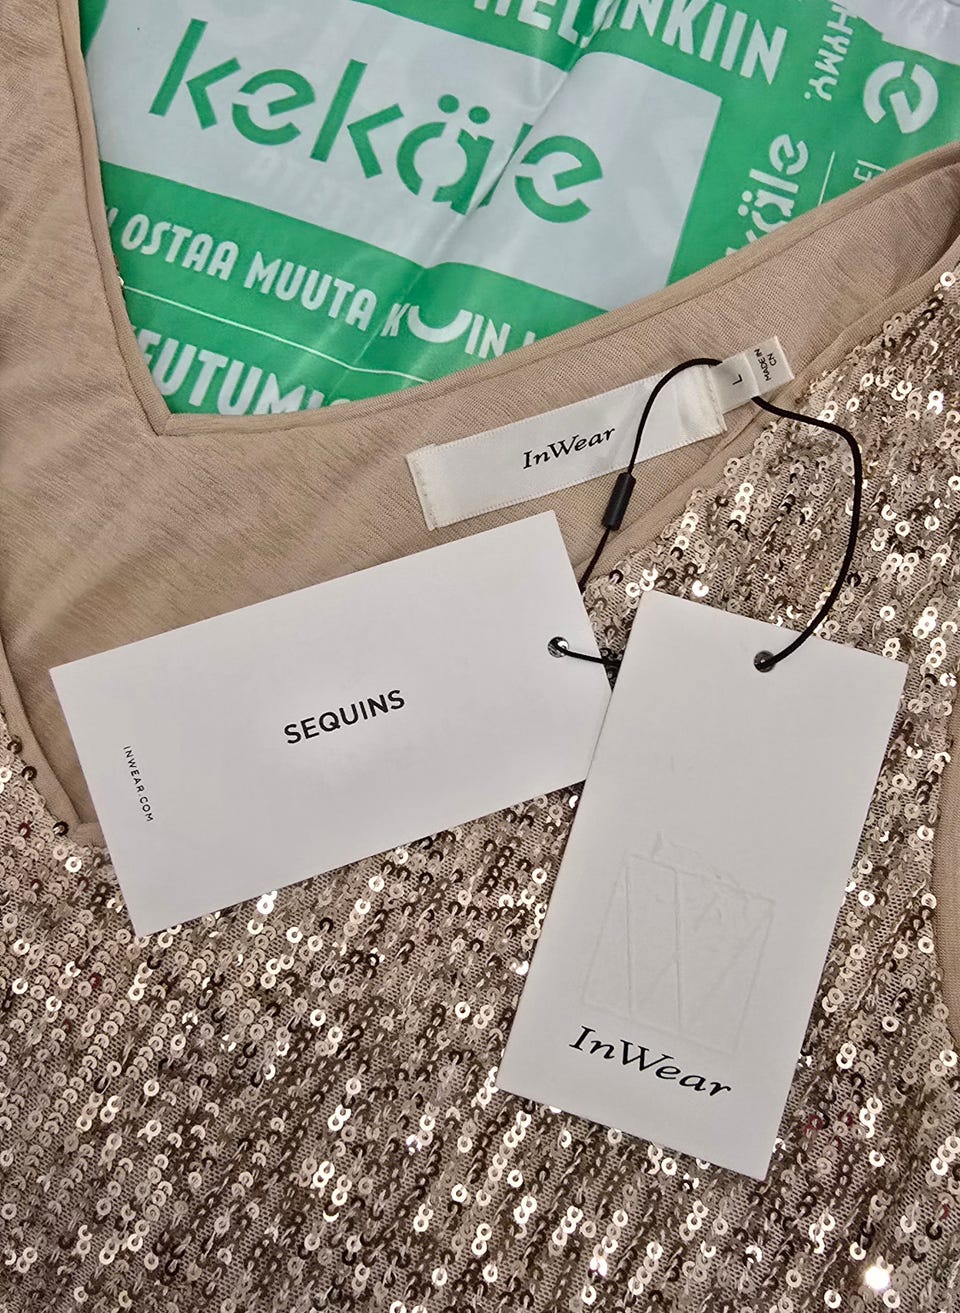 HELSINKIIN
HYMY.
kekäle
kekäle
OSTAA MUUTA KUIN
InWear
L
MADE IN
CN
SEQUINS
INWEAR.COM
InWear